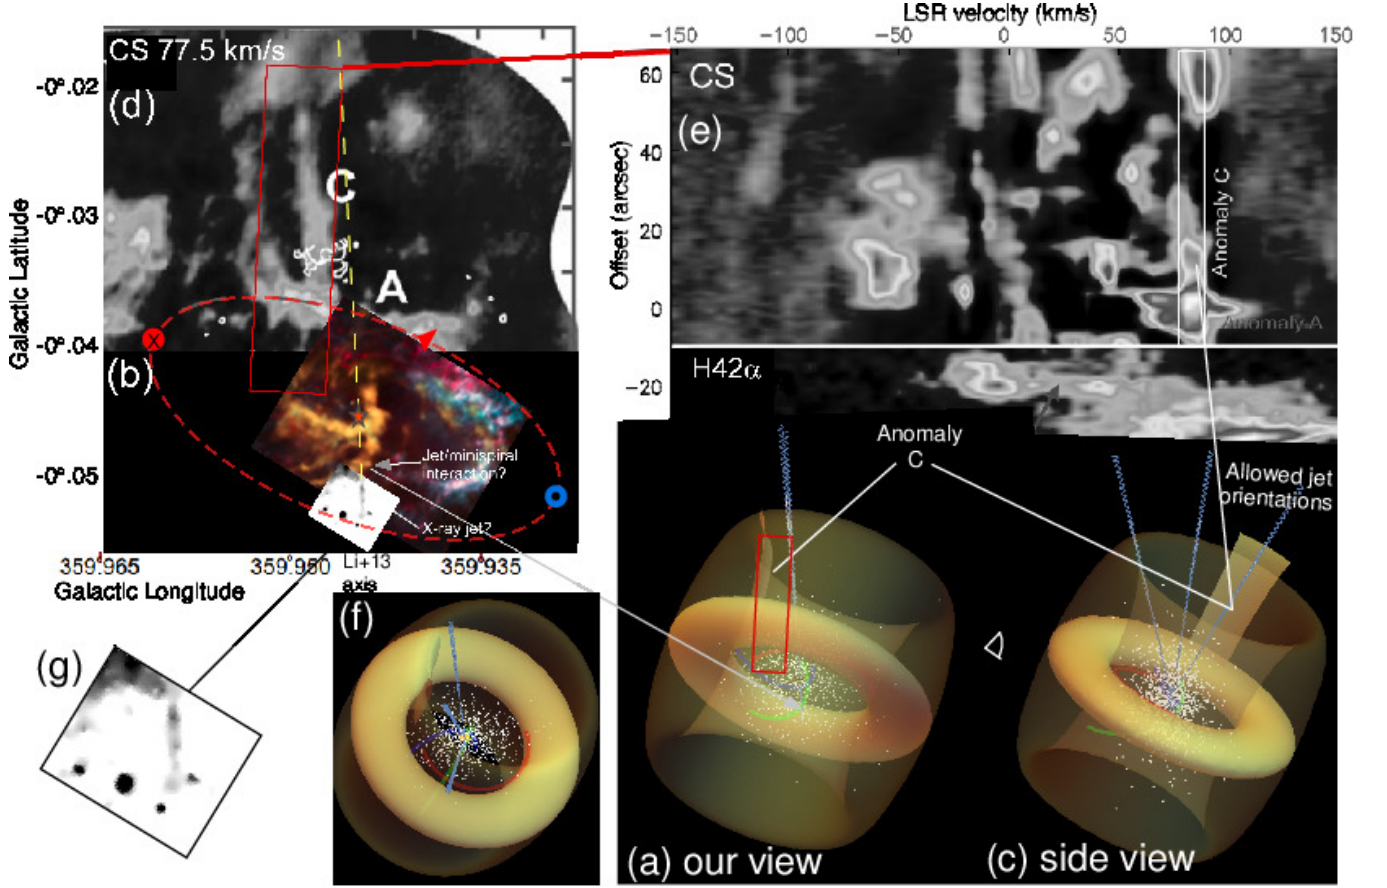 LSR velocity (km/s)
-150 -100 -50 0 50 100 150
CS 77.5 km/s
(d)
-0°.02
-0°.03
-0°.04
-0°.05
Galactic Latitude
C
A
X
(b)
Jet/minispiral
interaction?
X-ray jet?
359.965 359.950 359.935
Li+13
axis
Galactic Longitude
CS
(e)
60
40
20
0
-20
Offset (arcsec)
Anomaly C
Anomaly A
H42α
Anomaly
C
Allowed jet
orientations
(f)
(g)
(a) our view
(c) side view